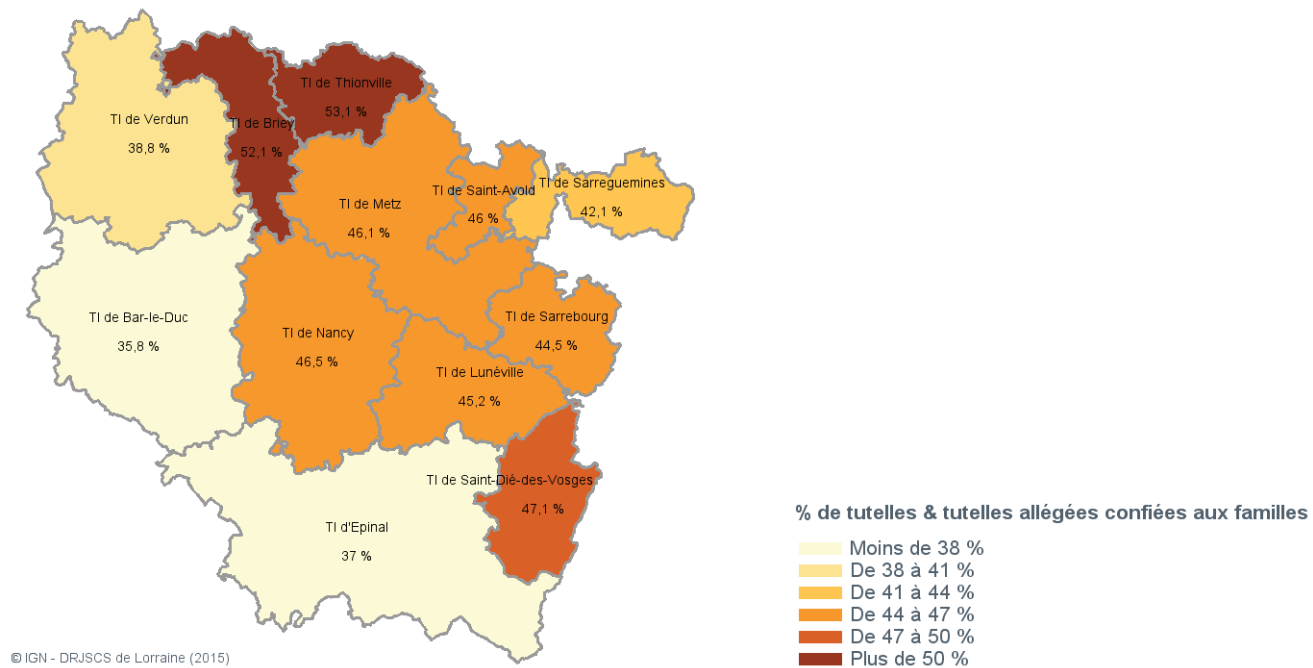 TI de Thionville
53,1 %
TI de Verdun
38,8 %
TI de Briey
52,1 %
TI de Saint-Avold
46 %
TI de Sarreguemines
42,1 %
TI de Metz
46,1 %
TI de Bar-le-Duc
35,8 %
TI de Nancy
46,5 %
TI de Sarrebourg
44,5 %
TI de Lunéville
45,2 %
TI de Saint-Dié-des-Vosges
47,1 %
TI d'Epinal
37 %
% de tutelles & tutelles allégées confiées aux familles
Moins de 38 %
De 38 à 41 %
De 41 à 44 %
De 44 à 47 %
De 47 à 50 %
Plus de 50 %
© IGN - DRJSCS de Lorraine (2015)